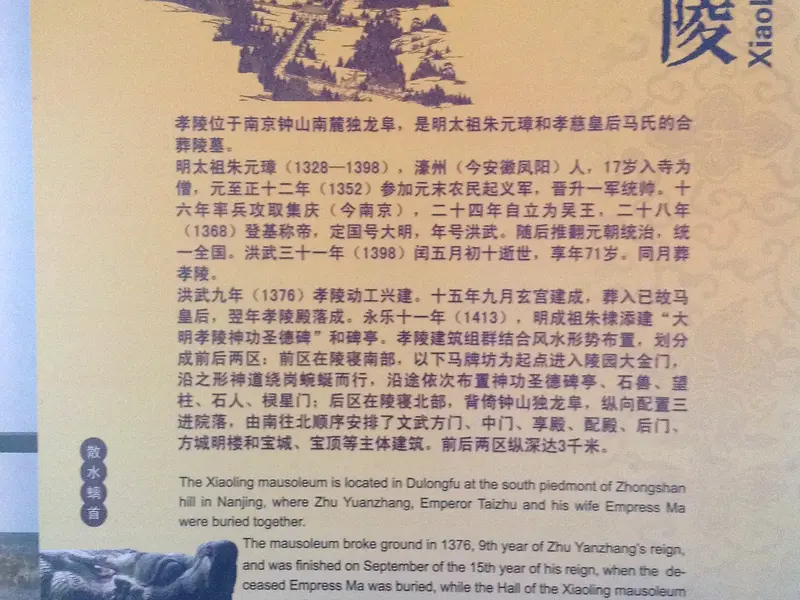 陵
Xiaol
孝陵位于南京钟山南麓独龙阜，是明太祖朱元璋和孝慈皇后马氏的合
葬陵墓。
明太祖朱元璋（1328—1398），濠州（今安徽凤阳）人，17岁入寺为
僧，元至正十二年（1352）参加元末农民起义军，晋升一军统帅。十
六年率兵攻取集庆（今南京），二十四年自立为吴王，二十八年
（1368）登基称帝，定国号大明，年号洪武。随后推翻元朝统治，统
一全国。洪武三十一年（1398）闰五月初十逝世，享年71岁。同月葬
孝陵。
洪武九年（1376）孝陵动工兴建。十五年九月玄宫建成，葬入已故马
皇后，翌年孝陵殿落成。永乐十一年（1413），明成祖朱棣添建“大
明孝陵神功圣德碑”和碑亭。孝陵建筑组群结合风水形势布置，划分
成前后两区：前区在陵寝南部，以下马牌坊为起点进入陵园大金门，
沿之形神道绕岗蜿蜒而行，沿途依次布置神功圣德碑亭、石兽、望
柱、石人、棂星门；后区在陵寝北部，背倚钟山独龙阜，纵向配置三
进院落，由南往北顺序安排了文武方门、中门、享殿、配殿、后门、
方城明楼和宝城、宝顶等主体建筑。前后两区纵深达3千米。
散水螭首
The Xiaoling mausoleum is located in Dulongfu at the south piedmont of Zhongshan
hill in Nanjing, where Zhu Yuanzhang, Emperor Taizhu and his wife Empress Ma
were buried together.
The mausoleum broke ground in 1376, 9th year of Zhu Yanzhang's reign,
and was finished on September of the 15th year of his reign, when the de-
ceased Empress Ma was buried, while the Hall of the Xiaoling mausoleum